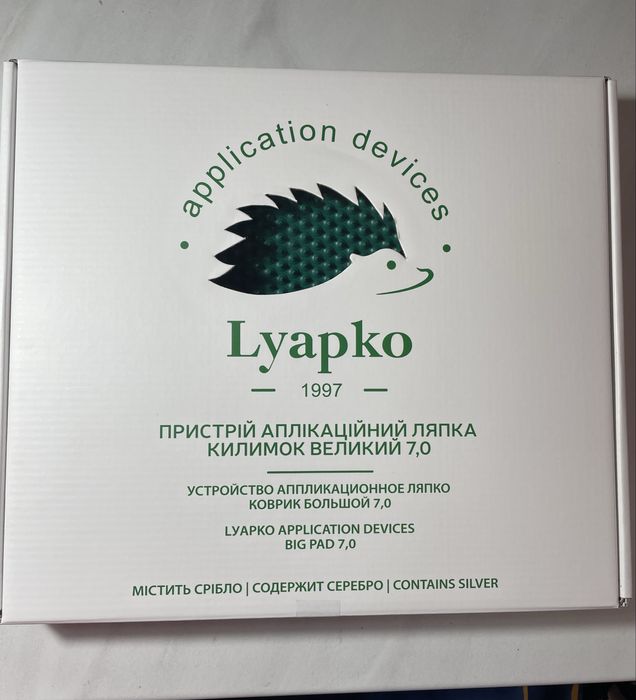 • application devices •
Lyapko
— 1997 —
ПРИСТРІЙ АПЛІКАЦІЙНИЙ ЛЯПКА
КИЛИМОК ВЕЛИКИЙ 7,0
УСТРОЙСТВО АППЛИКАЦИОННОЕ ЛЯПКО
КОВРИК БОЛЬШОЙ 7,0
LYAPKO APPLICATION DEVICES
BIG PAD 7,0
МІСТИТЬ СРІБЛО | СОДЕРЖИТ СЕРЕБРО | CONTAINS SILVER